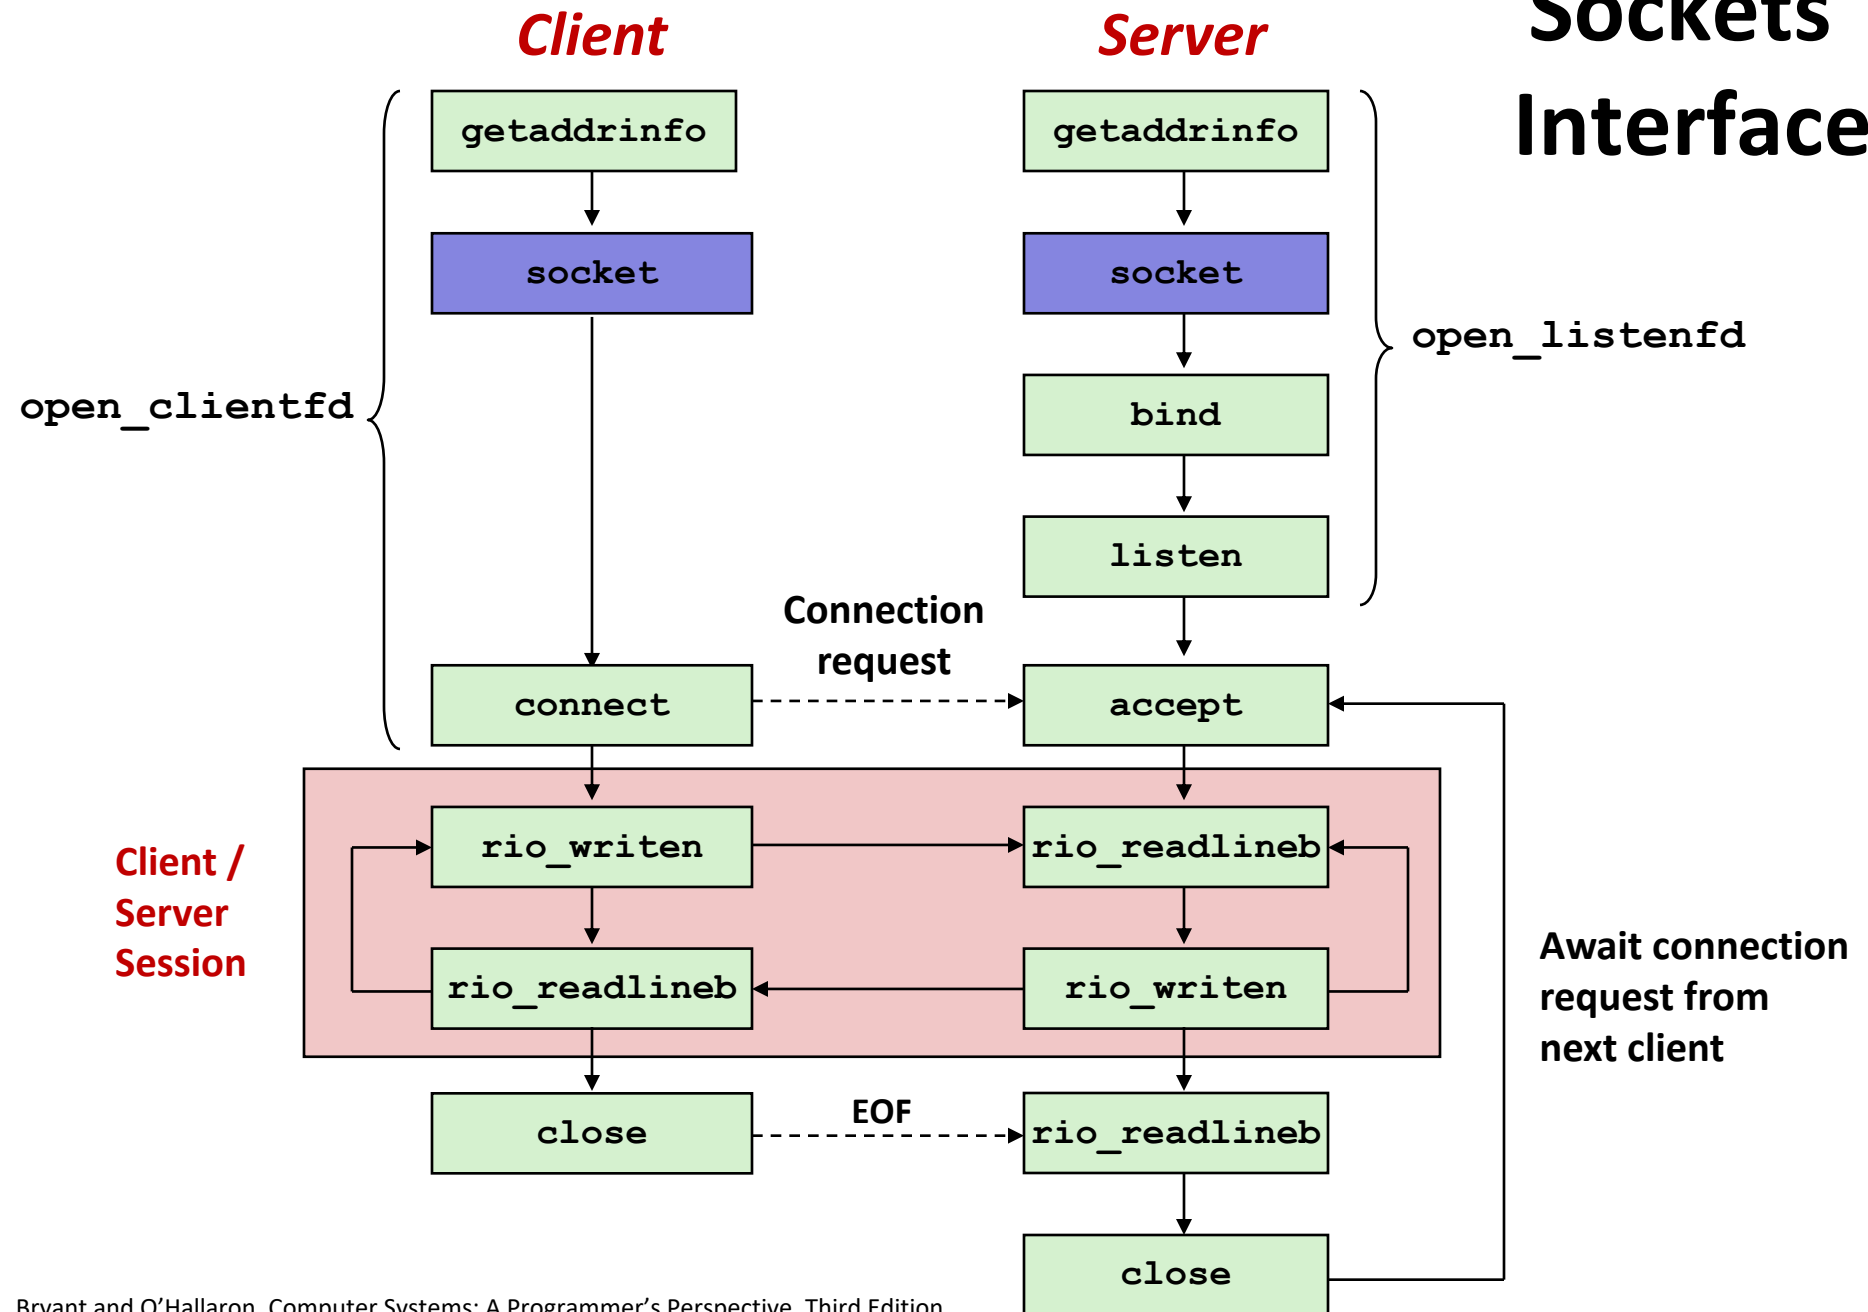 Client
Server
Sockets
Interface
getaddrinfo
getaddrinfo
socket
socket
open_listenfd
open_clientfd
bind
listen
Connection
request
connect
accept
Client /
Server
Session
rio_writen
rio_readlineb
rio_readlineb
rio_writen
Await connection
request from
next client
close
EOF
rio_readlineb
close
Bryant and O'Hallaron, Computer Systems: A Programmer's Perspective, Third Edition